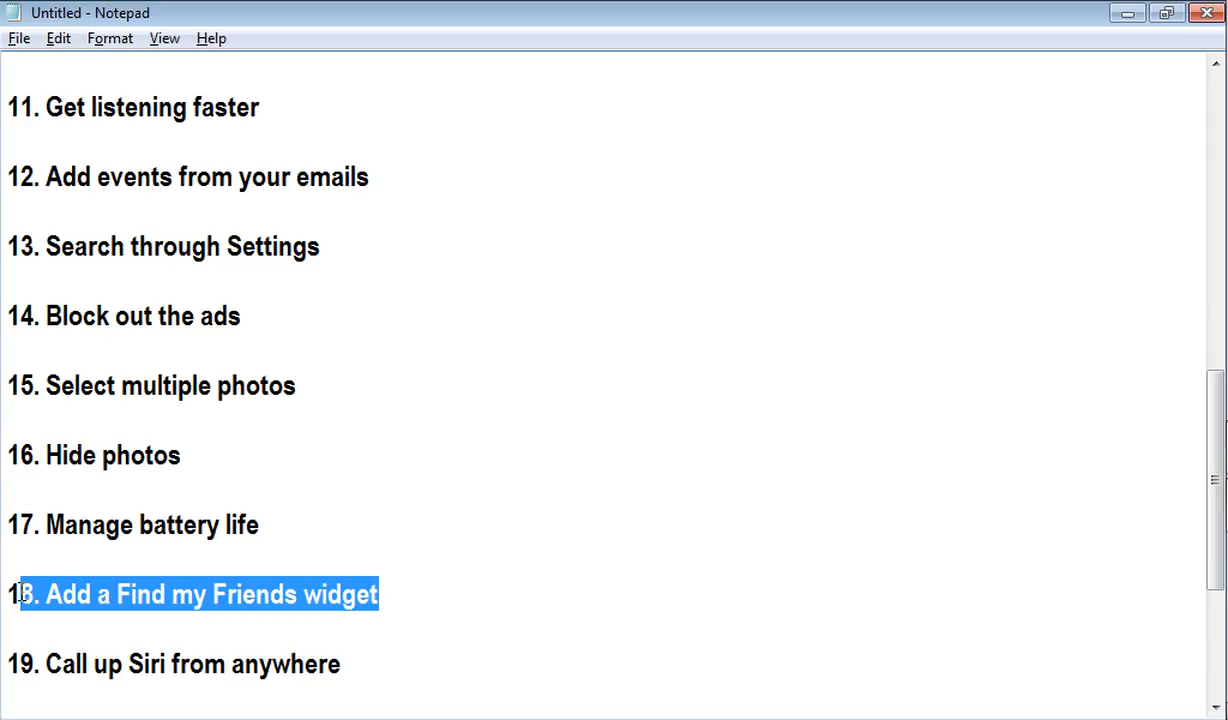 Untitled - Notepad
File Edit Format View Help
11. Get listening faster
12. Add events from your emails
13. Search through Settings
14. Block out the ads
15. Select multiple photos
16. Hide photos
17. Manage battery life
18. Add a Find my Friends widget
19. Call up Siri from anywhere